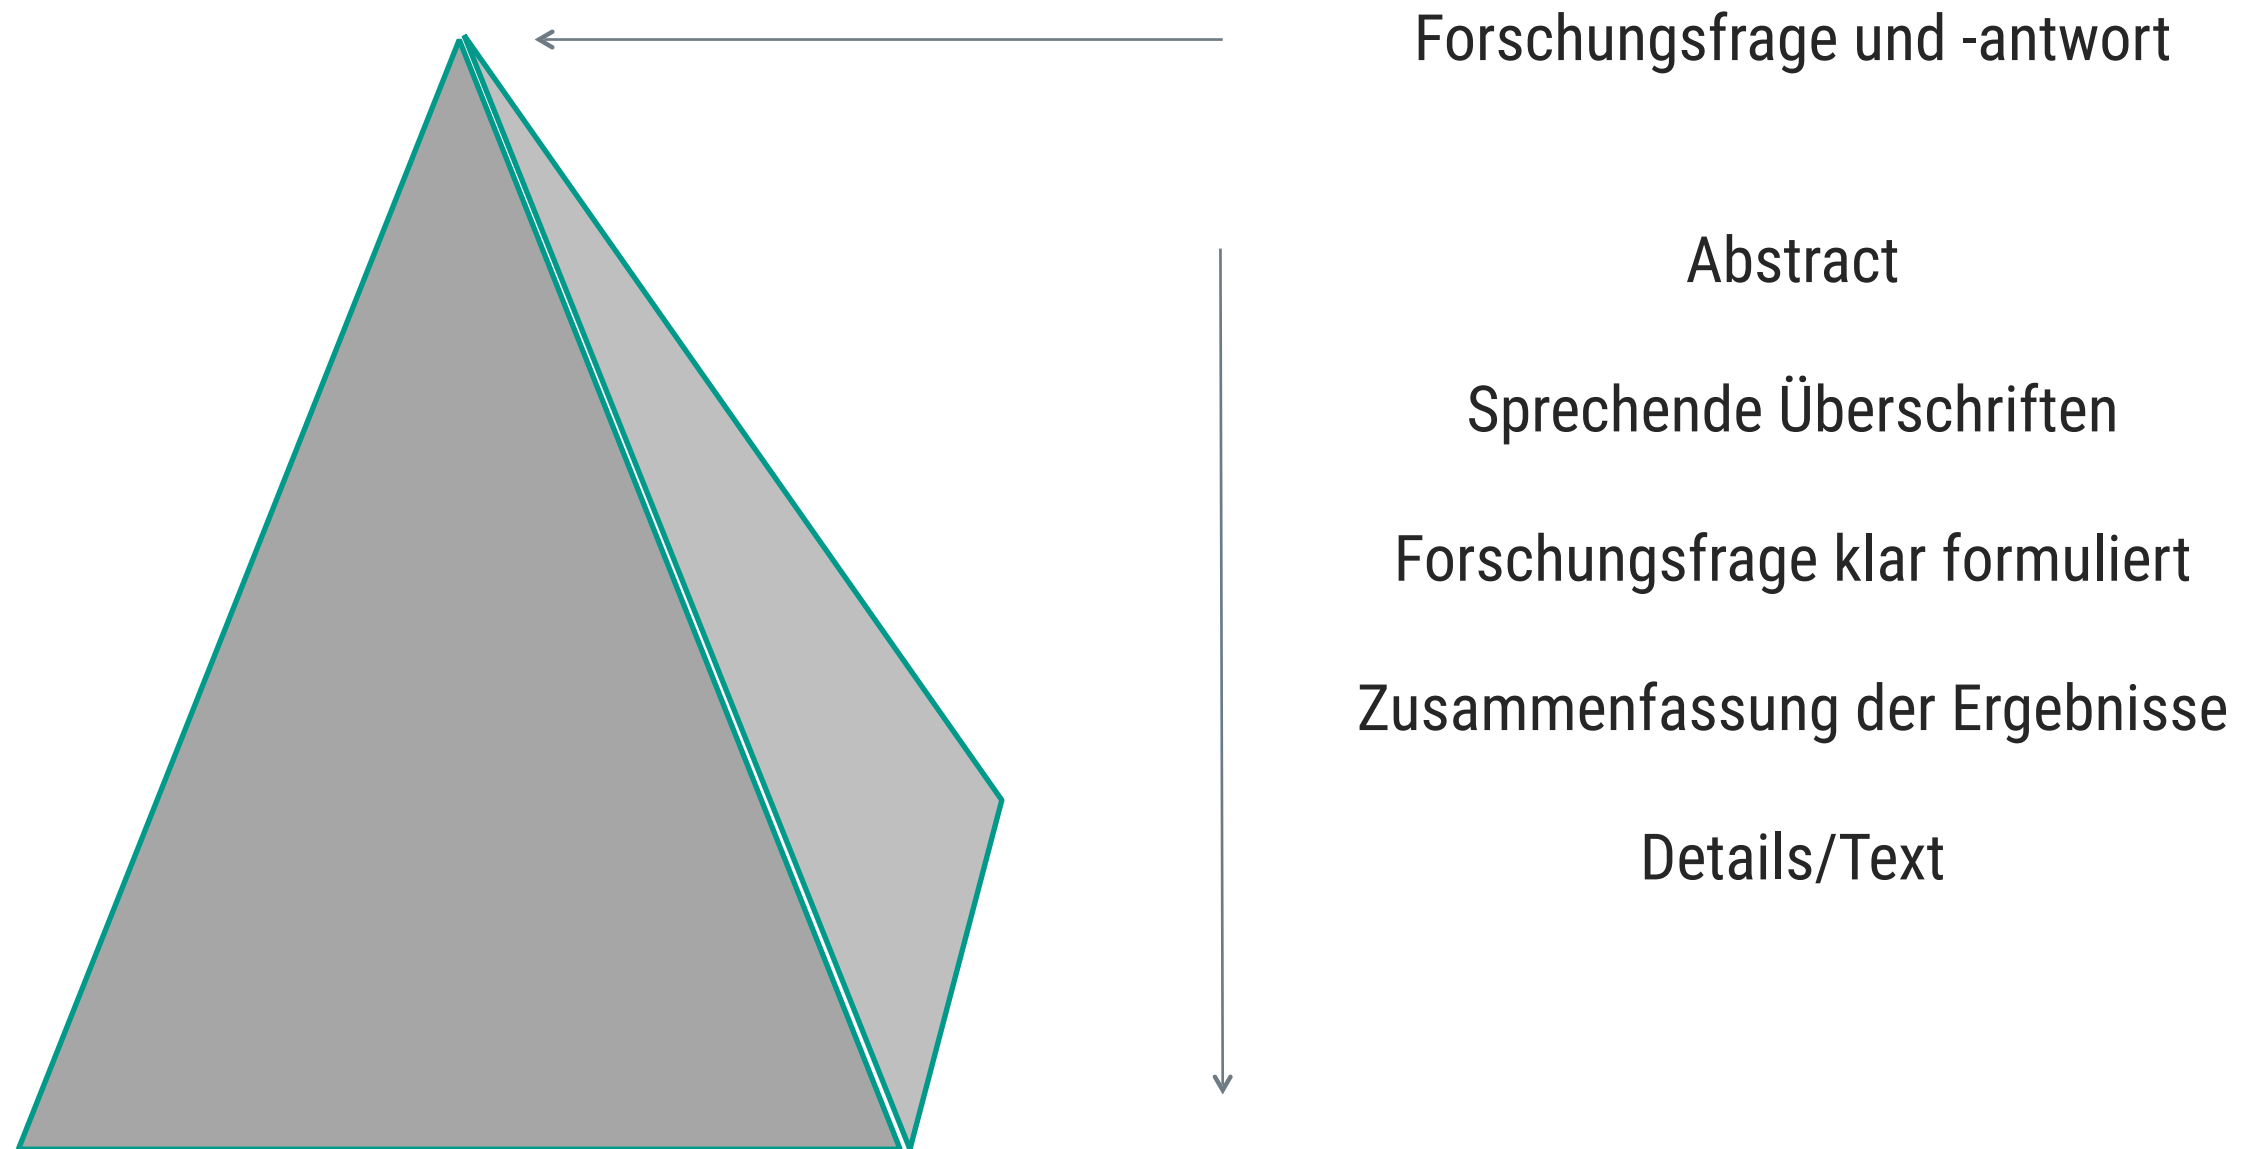 Forschungsfrage und -antwort
Abstract
Sprechende Überschriften
Forschungsfrage klar formuliert
Zusammenfassung der Ergebnisse
Details/Text